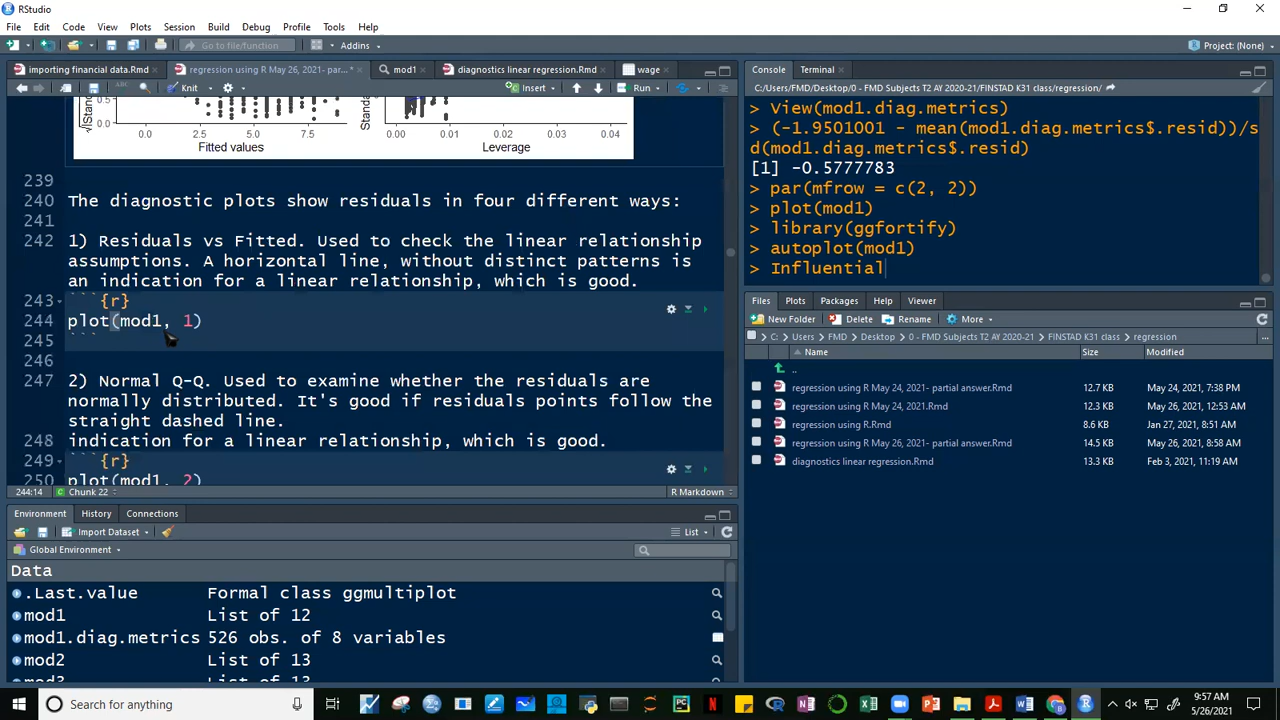 RStudio
File Edit Code View Plots Session Build Debug Profile Tools Help
Go to file/function Addins Project: (None)
importing financial data.Rmd regression using R May 26, 2021- par...* mod1 diagnostics linear regression.Rmd wage
Knit Insert Run
√|Stand 0.5
0.0
0.0 2.5 5.0 7.5
Fitted values
Standa
0.00 0.01 0.02 0.03 0.04
Leverage
239
240 The diagnostic plots show residuals in four different ways:
241
242 1) Residuals vs Fitted. Used to check the linear relationship
assumptions. A horizontal line, without distinct patterns is
an indication for a linear relationship, which is good.
243 ```{r}
244 plot(mod1, 1)
245 ```
246
247 2) Normal Q-Q. Used to examine whether the residuals are
normally distributed. It's good if residuals points follow the
straight dashed line.
248 indication for a linear relationship, which is good.
249 ```{r}
250 plot(mod1, 2)
244:14 Chunk 22 R Markdown
Environment History Connections
Import Dataset List
Global Environment
Data
.Last.value Formal class ggmultiplot
mod1 List of 12
mod1.diag.metrics 526 obs. of 8 variables
mod2 List of 13
mod3 List of 13
Console Terminal
C:/Users/FMD/Desktop/0 - FMD Subjects T2 AY 2020-21/FINSTAD K31 class/regression/
> View(mod1.diag.metrics)
> (-1.9501001 - mean(mod1.diag.metrics$.resid))/s
d(mod1.diag.metrics$.resid)
[1] -0.5777783
> par(mfrow = c(2, 2))
> plot(mod1)
> library(ggfortify)
> autoplot(mod1)
> Influential
Files Plots Packages Help Viewer
New Folder Delete Rename More
C: Users FMD Desktop 0 - FMD Subjects T2 AY 2020-21 FINSTAD K31 class regression ...
Name Size Modified
..
regression using R May 24, 2021- partial answer.Rmd 12.7 KB May 24, 2021, 7:38 PM
regression using R May 24, 2021.Rmd 12.3 KB May 26, 2021, 12:53 AM
regression using R.Rmd 8.6 KB Jan 27, 2021, 8:51 AM
regression using R May 26, 2021- partial answer.Rmd 14.5 KB May 26, 2021, 8:58 AM
diagnostics linear regression.Rmd 13.3 KB Feb 3, 2021, 11:19 AM
Type here to search
9:57 AM
5/26/2021